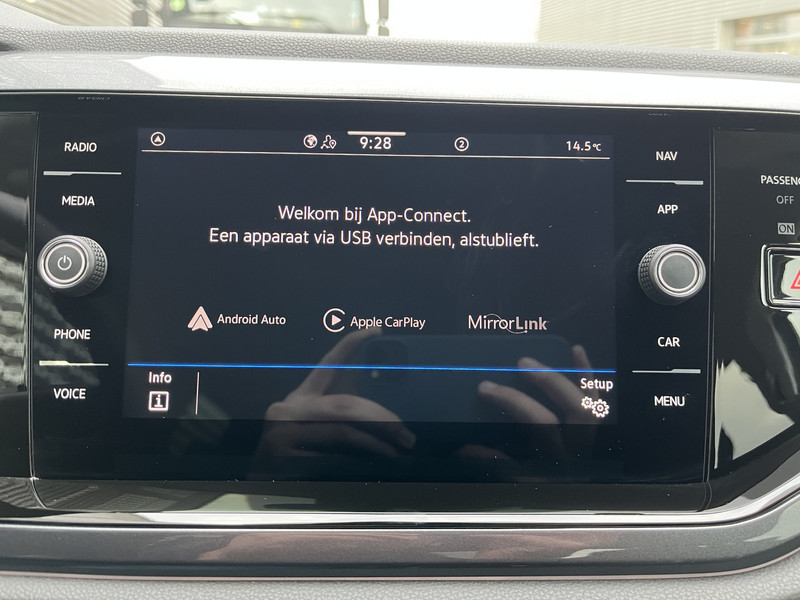 RADIO
MEDIA
PHONE
VOICE
9:28
2
14.5°C
Welkom bij App-Connect.
Een apparaat via USB verbinden, alstublieft.
Android Auto
Apple CarPlay
MirrorLink
Info
i
Setup
NAV
APP
CAR
MENU
PASSENG
OFF
ON